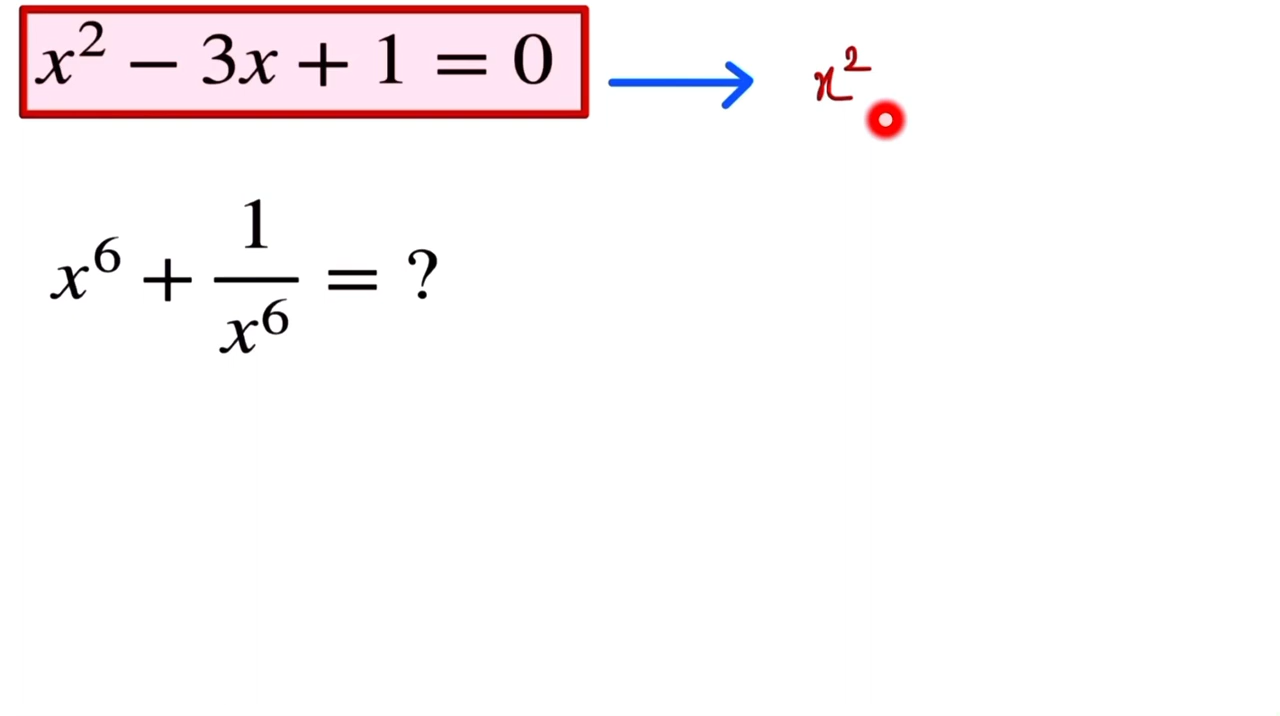 x² − 3x + 1 = 0 → x²
x⁶ + 1/x⁶ = ?